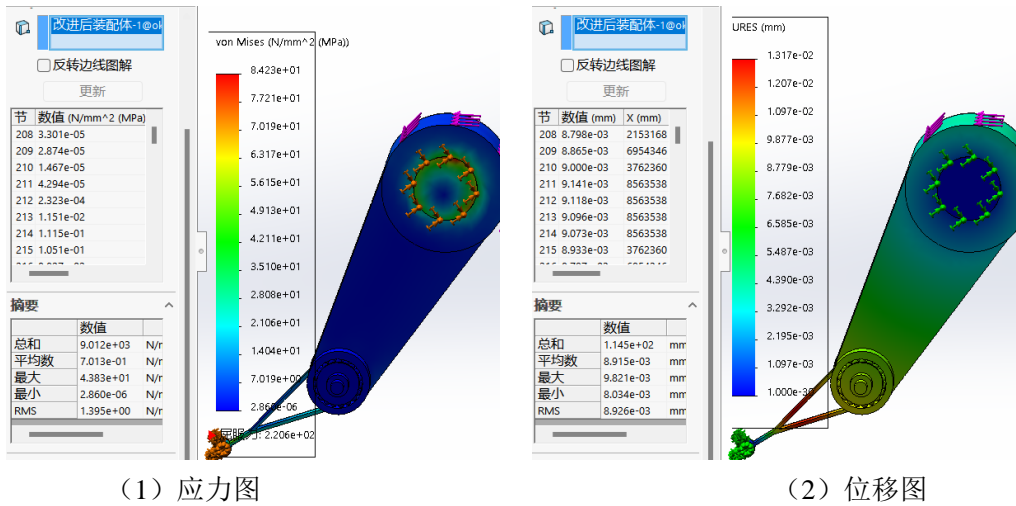 改进后装配体-1@ok
反转边线图解
更新
节 数值 (N/mm^2 (MPa)
208 3.301e-05
209 2.874e-05
210 1.467e-05
211 4.294e-05
212 2.323e-04
213 1.151e-02
214 1.115e-01
215 1.051e-01
摘要
数值
总和 9.012e+03 N/r
平均数 7.013e-01 N/r
最大 4.383e+01 N/r
最小 2.860e-06 N/r
RMS 1.395e+00 N/r
von Mises (N/mm^2 (MPa))
8.423e+01
7.721e+01
7.019e+01
6.317e+01
5.615e+01
4.913e+01
4.211e+01
3.510e+01
2.808e+01
2.106e+01
1.404e+01
7.019e+00
2.860e-06
屈服力: 2.206e+02
改进后装配体-1@ok
反转边线图解
更新
节 数值 (mm) X (mm)
208 8.798e-03 2153168
209 8.865e-03 6954346
210 9.000e-03 3762360
211 9.141e-03 8563538
212 9.118e-03 8563538
213 9.096e-03 8563538
214 9.073e-03 8563538
215 8.933e-03 3762360
摘要
数值
总和 1.145e+02 mm
平均数 8.915e-03 mm
最大 9.821e-03 mm
最小 8.034e-03 mm
RMS 8.926e-03 mm
URES (mm)
1.317e-02
1.207e-02
1.097e-02
9.877e-03
8.779e-03
7.682e-03
6.585e-03
5.487e-03
4.390e-03
3.292e-03
2.195e-03
1.097e-03
1.000e-30
（1）应力图
（2）位移图